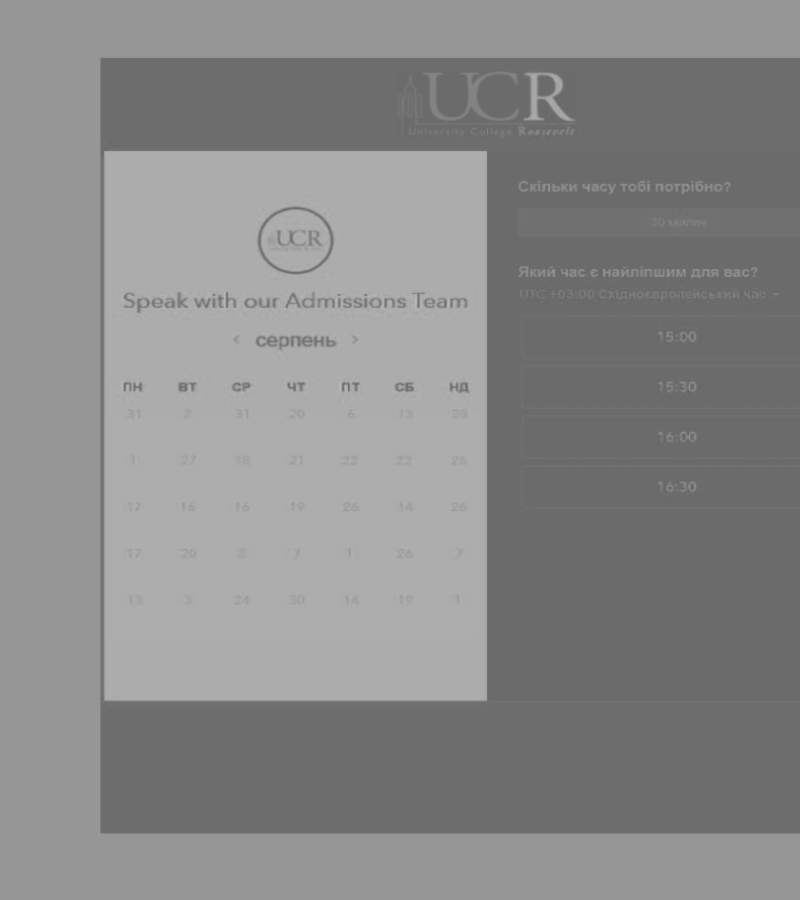 UCR
University College Roosevelt
UCR
Speak with our Admissions Team
‹ серпень ›
ПН ВТ СР ЧТ ПТ СБ НД
31 2 31 20 6 13 28
1 27 18 21 23 22 26
17 16 16 19 26 14 26
17 20 2 7 1 26 7
13 3 24 30 14 19 1
Скільки часу тобі потрібно?
30 хвилин
Який час є найліпшим для вас?
UTC +03:00 Східноєвропейський час
15:00
15:30
16:00
16:30